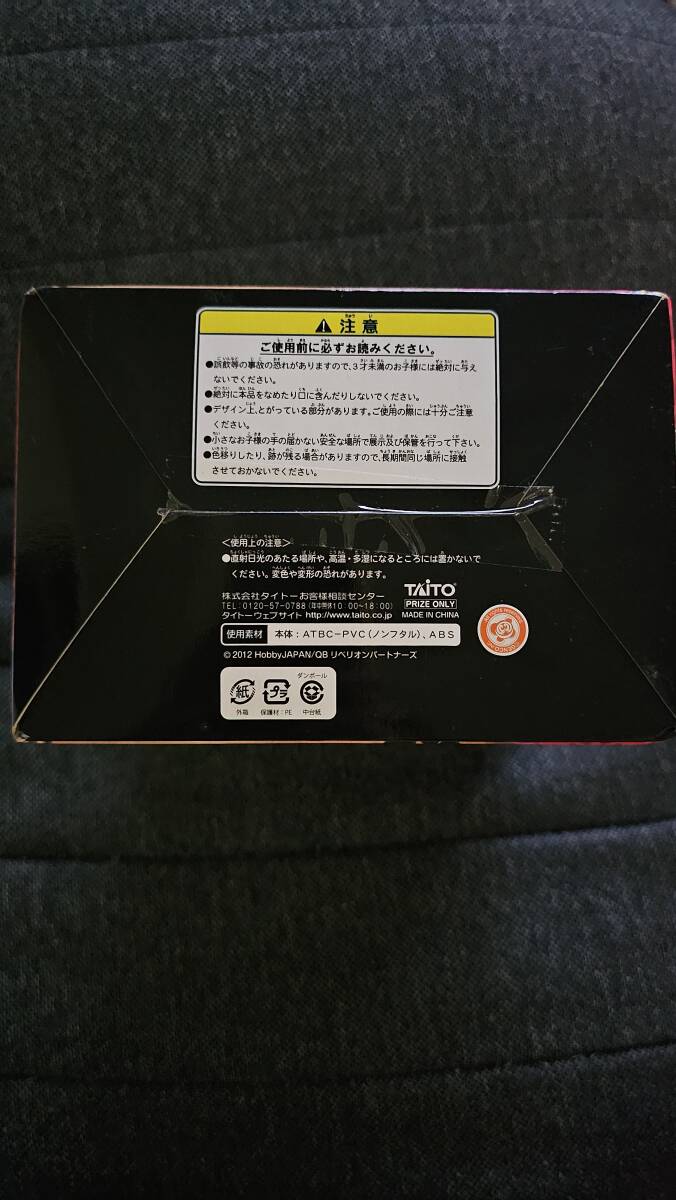 ⚠ 注意
ご使用前に必ずお読みください。
●誤飲等の事故の恐れがありますので、3才未満のお子様には絶対に与え
ないでください。
●絶対に本品をなめたり口に含んだりしないでください。
●デザイン上、とがっている部分があります。ご使用の際には十分ご注意
ください。
●小さなお子様の手の届かない安全な場所で展示及び保管を行って下さい。
●色移りしたり、跡が残る場合がありますので、長期間同じ場所に接触
させておかないでください。
<使用上の注意>
●直射日光のあたる場所や、高温・多湿になるところには置かないで
ください。変色や変形の恐れがあります。
株式会社タイトーお客様相談センター
TEL:0120-57-0788 (年中無休10:00~18:00)
タイトーウェブサイト http://www.taito.co.jp
TAITO
PRIZE ONLY
MADE IN CHINA
使用素材 本体:ATBC-PVC(ノンフタル)、ABS
© 2012 HobbyJAPAN/QB リベリオンパートナーズ
ダンボール
紙 プラ
外箱 保護材:PE 中台紙